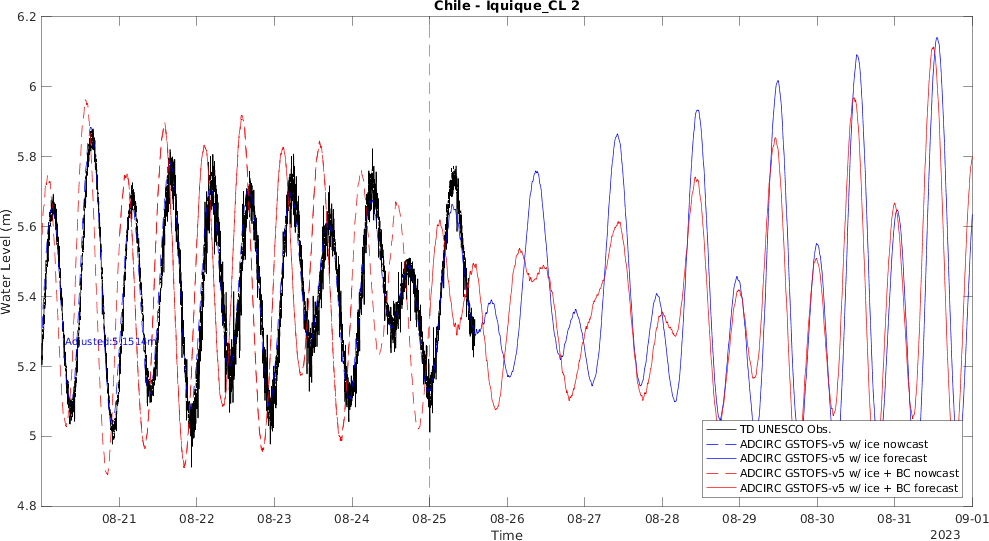 Chile - Iquique_CL 2
6.2
6
5.8
5.6
5.4
5.2
5
4.8
Water Level (m)
Adjusted:5.1514m
TD UNESCO Obs.
ADCIRC GSTOFS-v5 w/ ice nowcast
ADCIRC GSTOFS-v5 w/ ice forecast
ADCIRC GSTOFS-v5 w/ ice + BC nowcast
ADCIRC GSTOFS-v5 w/ ice + BC forecast
08-21 08-22 08-23 08-24 08-25 08-26 08-27 08-28 08-29 08-30 08-31 09-01
Time
2023